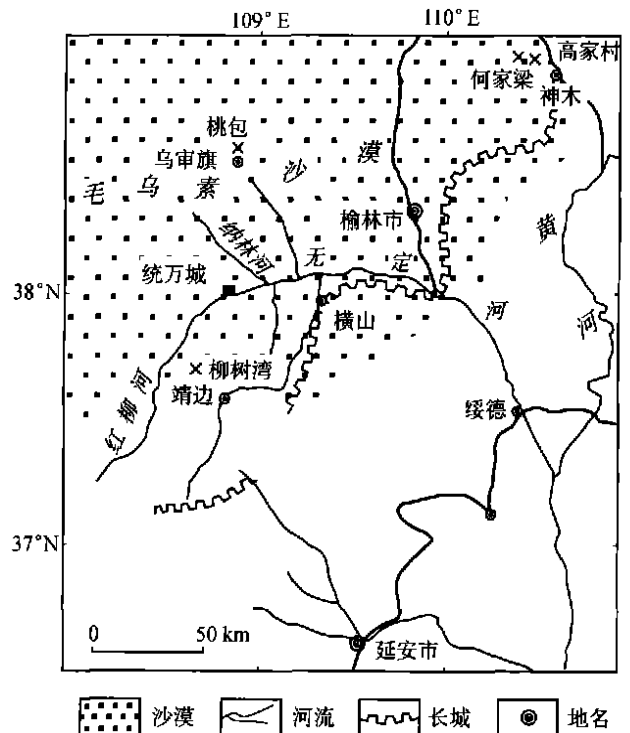 109° E
110° E
高家村
何家梁
神木
桃包
乌审旗
毛乌素沙漠
榆林市
黄河
纳林河
无定河
统万城
38°N
横山
柳树湾
靖边
红柳河
绥德
37°N
0 50 km
延安市
沙漠
河流
长城
地名